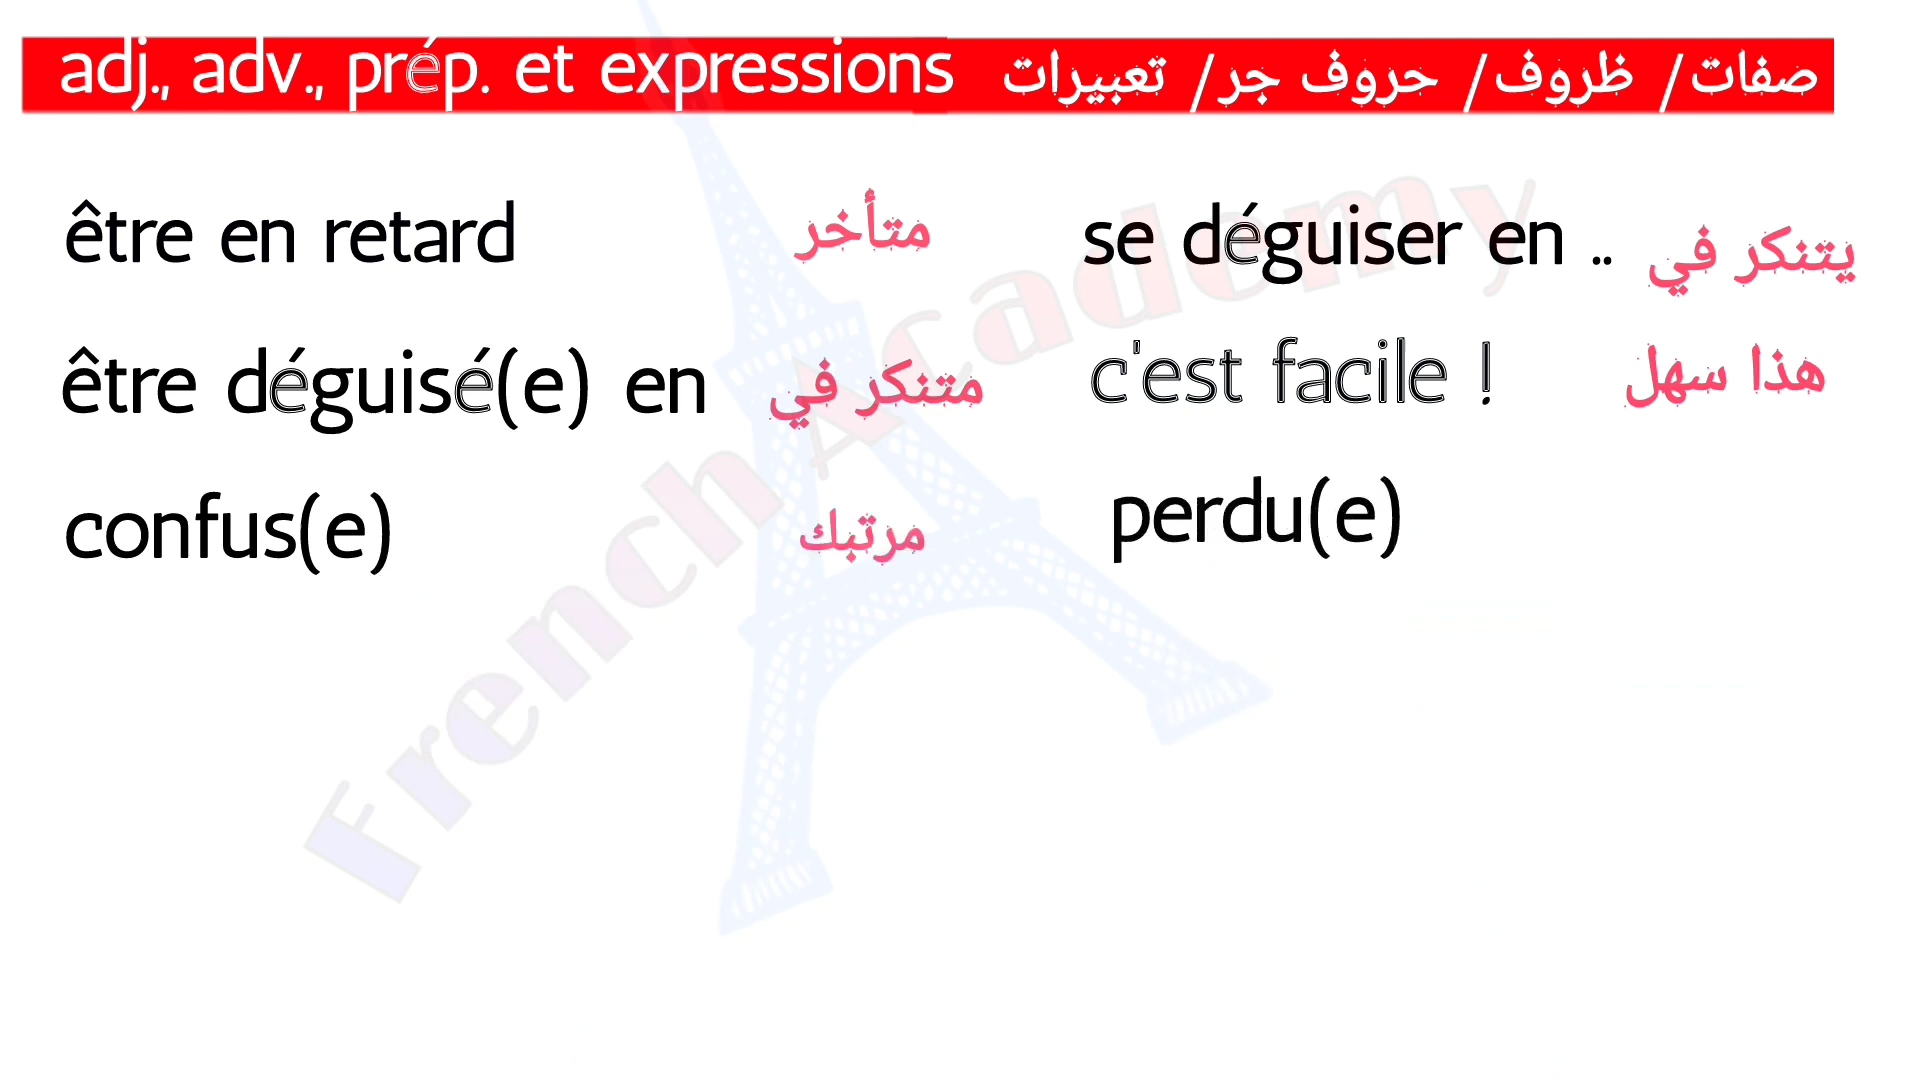 adj., adv., prép. et expressions صفات/ ظروف/ حروف جر/ تعبيرات
être en retard متأخر
se déguiser en .. يتنكر في
être déguisé(e) en متنكر في
c'est facile ! هذا سهل
confus(e) مرتبك
perdu(e)
French Academy